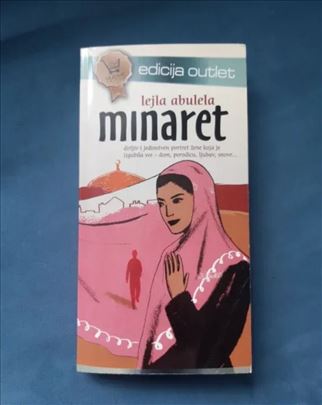 edicija outlet
lejla abulela
minaret
dirljiv i jedinstven portret žene koja je
izgubila sve - dom, porodicu, ljubav, snove...